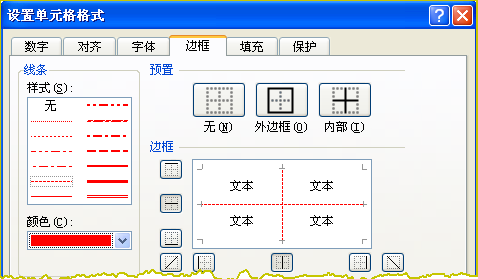 设置单元格格式
数字 对齐 字体 边框 填充 保护
线条
样式(S):
无
颜色(C):
预置
无(N) 外边框(O) 内部(I)
边框
文本 文本
文本 文本